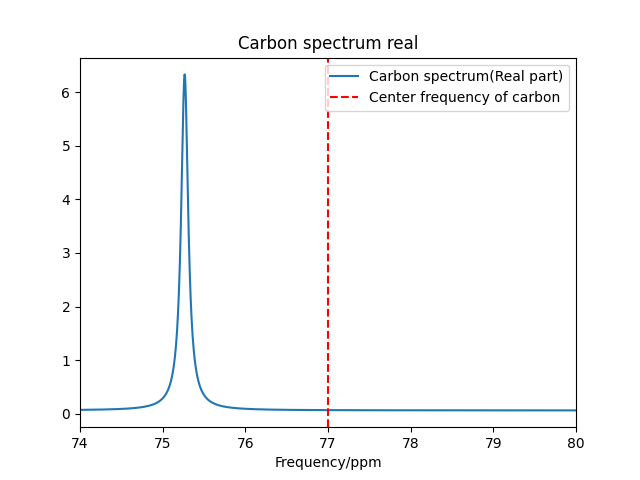 Carbon spectrum real
Carbon spectrum(Real part)
Center frequency of carbon
6
5
4
3
2
1
0
74 75 76 77 78 79 80
Frequency/ppm